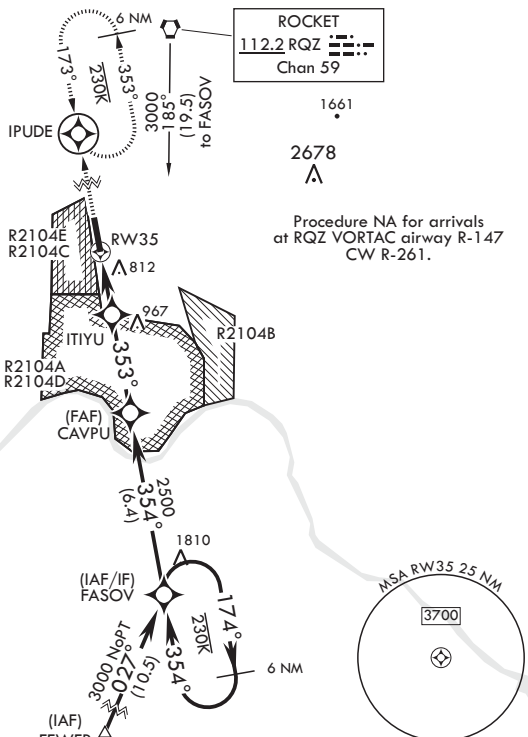 6 NM
173°
230K
353°
IPUDE
3000
185°
(19.5)
to FASOV
ROCKET
112.2 RQZ
Chan 59
1661
2678
Procedure NA for arrivals
at RQZ VORTAC airway R-147
CW R-261.
R2104E
R2104C
RW35
812
967
ITIYU
R2104B
353°
R2104A
R2104D
(FAF)
CAVPU
2500
354°
(6.4)
1810
(IAF/IF)
FASOV
174°
230K
354°
6 NM
3000 NoPT
027°
(10.5)
(IAF)
MSA RW35 25 NM
3700